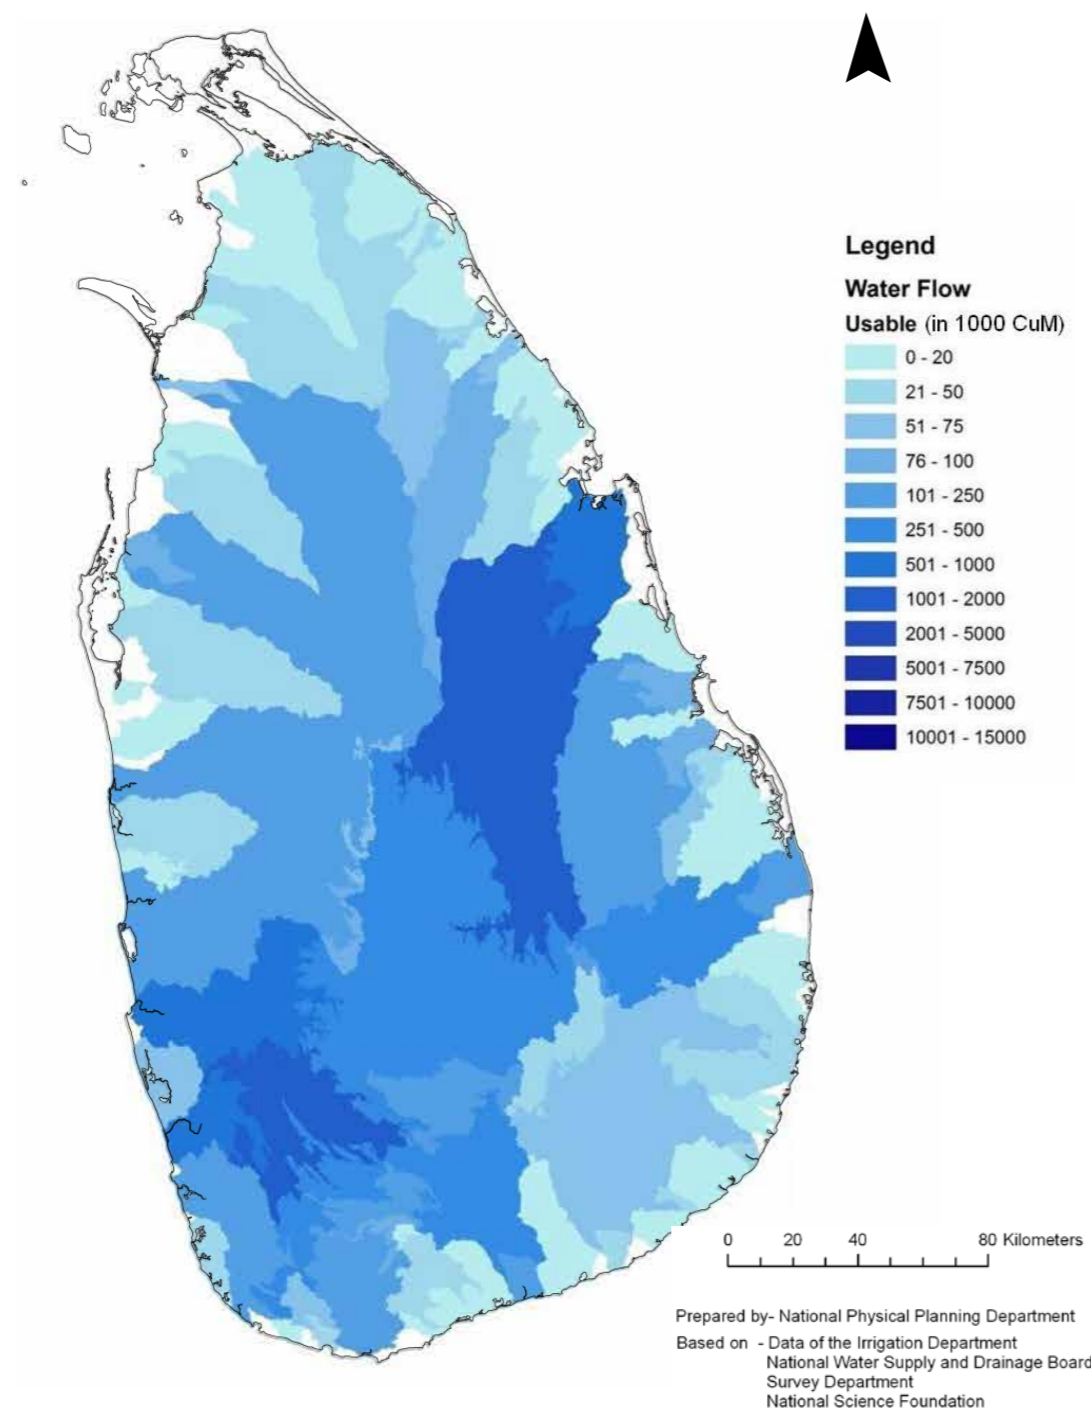 Legend
Water Flow
Usable (in 1000 CuM)
0 - 20
21 - 50
51 - 75
76 - 100
101 - 250
251 - 500
501 - 1000
1001 - 2000
2001 - 5000
5001 - 7500
7501 - 10000
10001 - 15000
0 20 40 80 Kilometers
Prepared by- National Physical Planning Department
Based on - Data of the Irrigation Department
National Water Supply and Drainage Board
Survey Department
National Science Foundation